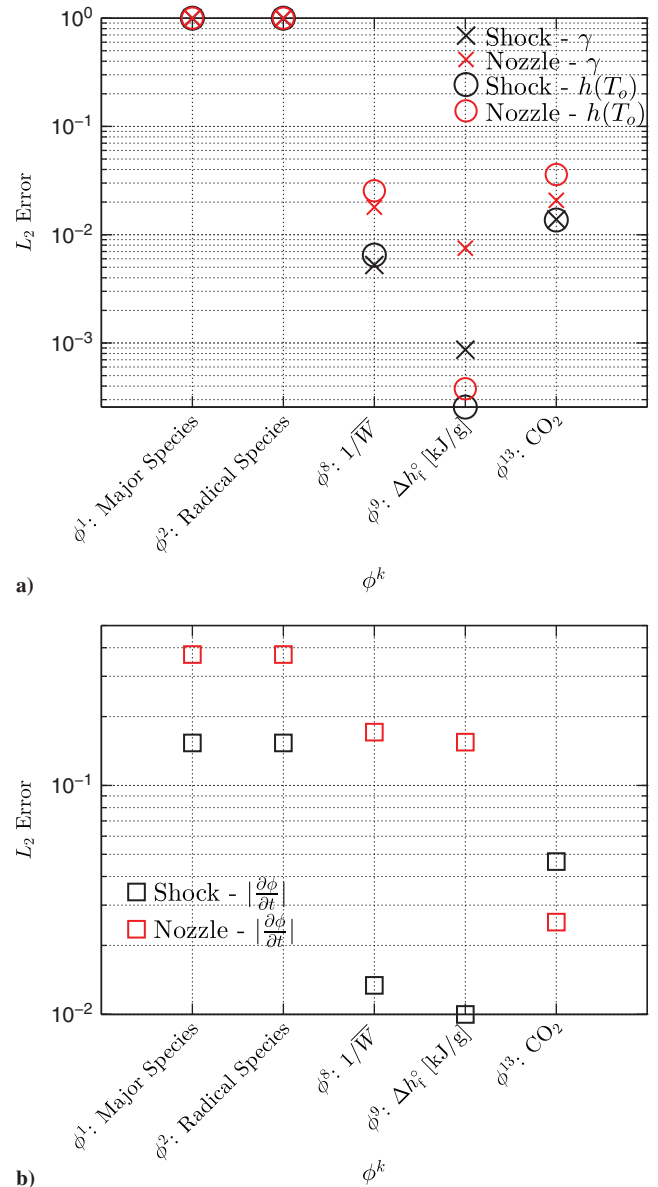 10⁰
10⁻¹
10⁻²
10⁻³
L₂ Error
Shock - γ
Nozzle - γ
Shock - h(Tₒ)
Nozzle - h(Tₒ)
ϕ¹: Major Species
ϕ²: Radical Species
ϕ⁸: 1/W̅
ϕ⁹: Δh°f [kJ/g]
ϕ¹³: CO₂
a)
ϕᵏ
10⁻¹
10⁻²
L₂ Error
Shock - |∂ϕ/∂t|
Nozzle - |∂ϕ/∂t|
ϕ¹: Major Species
ϕ²: Radical Species
ϕ⁸: 1/W̅
ϕ⁹: Δh°f [kJ/g]
ϕ¹³: CO₂
ϕᵏ
b)